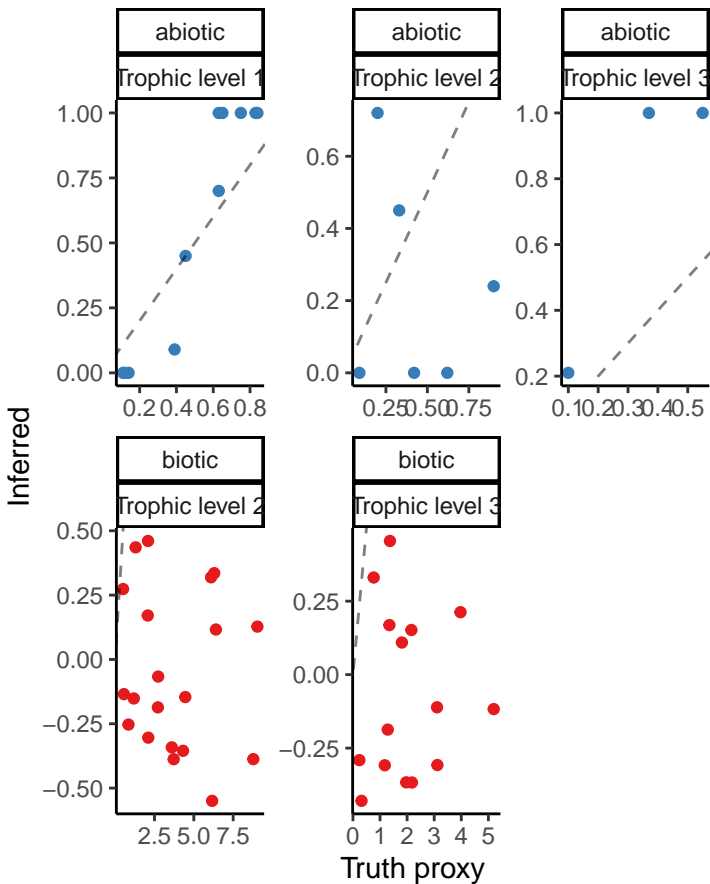 abiotic abiotic abiotic
Trophic level 1 Trophic level 2 Trophic level 3
1.00 0.75 0.50 0.25 0.00
0.6 0.4 0.2 0.0
1.0 0.8 0.6 0.4 0.2
0.2 0.4 0.6 0.8 0.25 0.50 0.75 0.1 0.2 0.3 0.4 0.5
Inferred
biotic biotic
Trophic level 2 Trophic level 3
0.50 0.25 0.00 −0.25 −0.50
0.25 0.00 −0.25
2.5 5.0 7.5 0 1 2 3 4 5
Truth proxy